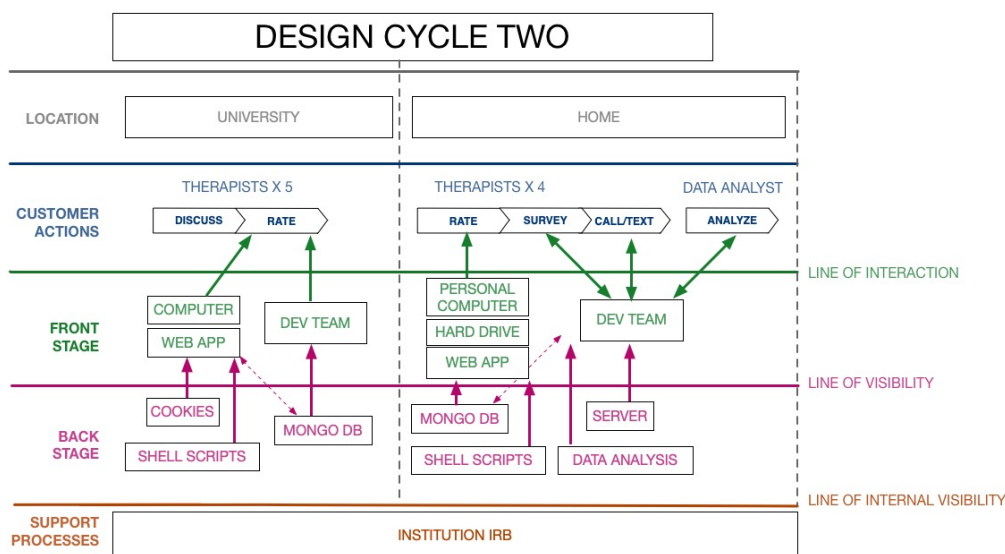 DESIGN CYCLE TWO
LOCATION
UNIVERSITY
HOME
THERAPISTS X 5
THERAPISTS X 4
DATA ANALYST
CUSTOMER
ACTIONS
DISCUSS
RATE
RATE
SURVEY
CALL/TEXT
ANALYZE
LINE OF INTERACTION
FRONT
STAGE
COMPUTER
WEB APP
DEV TEAM
PERSONAL
COMPUTER
HARD DRIVE
WEB APP
DEV TEAM
LINE OF VISIBILITY
BACK
STAGE
COOKIES
MONGO DB
SHELL SCRIPTS
MONGO DB
SERVER
SHELL SCRIPTS
DATA ANALYSIS
LINE OF INTERNAL VISIBILITY
SUPPORT
PROCESSES
INSTITUTION IRB